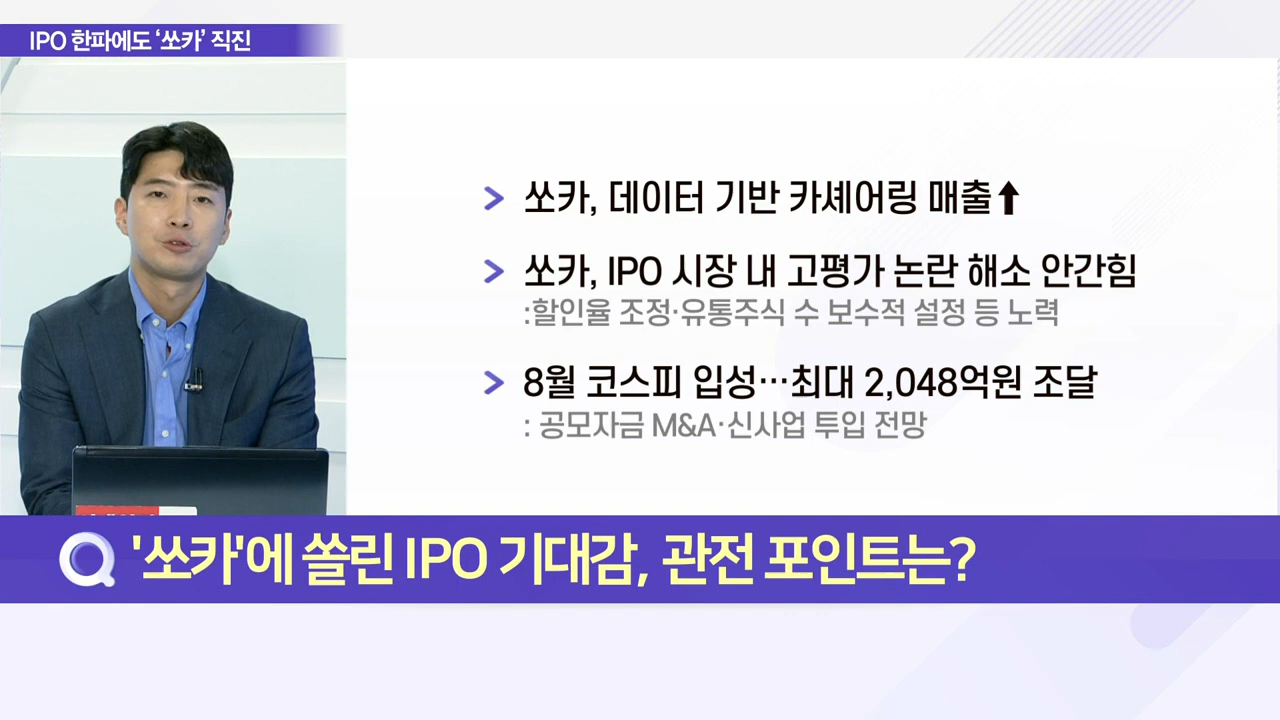 IPO 한파에도 ‘쏘카’ 직진
쏘카, 데이터 기반 카셰어링 매출⬆
쏘카, IPO 시장 내 고평가 논란 해소 안간힘
:할인율 조정·유통주식 수 보수적 설정 등 노력
8월 코스피 입성…최대 2,048억원 조달
: 공모자금 M&A·신사업 투입 전망
'쏘카'에 쏠린 IPO 기대감, 관전 포인트는?